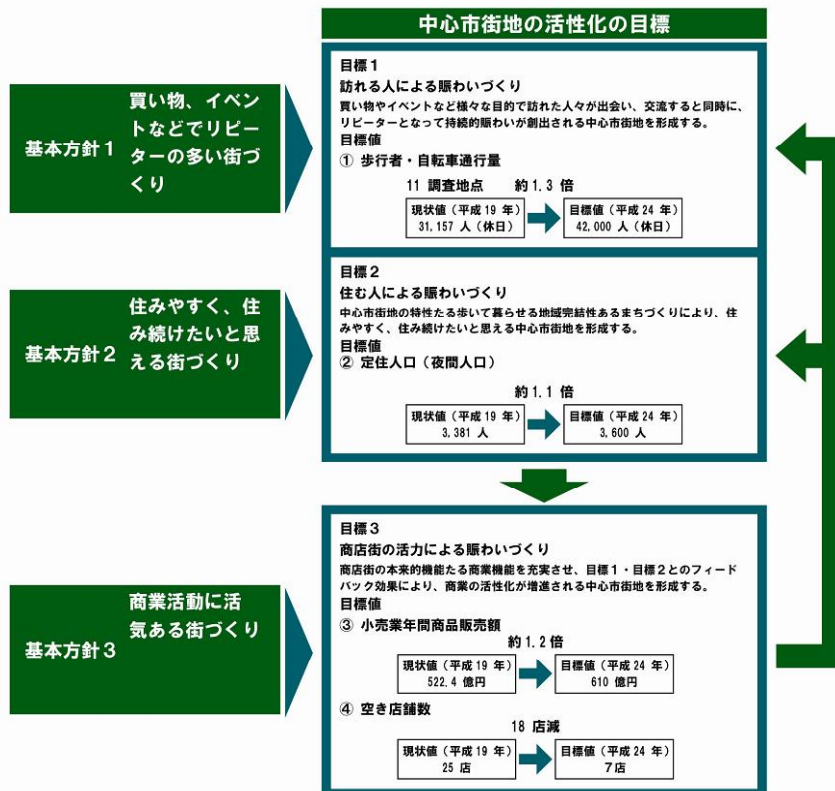 中心市街地の活性化の目標
基本方針1
買い物、イベン
トなどでリピー
ターの多い街づ
くり
目標1
訪れる人による賑わいづくり
買い物やイベントなど様々な目的で訪れた人々が出会い、交流すると同時に、
リピーターとなって持続的賑わいが創出される中心市街地を形成する。
目標値
① 歩行者・自転車通行量
11 調査地点 約1.3 倍
現状値(平成19 年)
31,157 人(休日)
目標値(平成24 年)
42,000 人(休日)
基本方針2
住みやすく、住
み続けたいと思
える街づくり
目標2
住む人による賑わいづくり
中心市街地の特性たる歩いて暮らせる地域完結性あるまちづくりにより、住
みやすく、住み続けたいと思える中心市街地を形成する。
目標値
② 定住人口(夜間人口)
約1.1 倍
現状値(平成19 年)
3,381 人
目標値(平成24 年)
3,600 人
基本方針3
商業活動に活
気ある街づくり
目標3
商店街の活力による賑わいづくり
商店街の本来的機能たる商業機能を充実させ、目標1・目標2とのフィード
バック効果により、商業の活性化が増進される中心市街地を形成する。
目標値
③ 小売業年間商品販売額
約1.2 倍
現状値(平成19 年)
522.4 億円
目標値(平成24 年)
610 億円
④ 空き店舗数
18 店減
現状値(平成19 年)
25 店
目標値(平成24 年)
7店